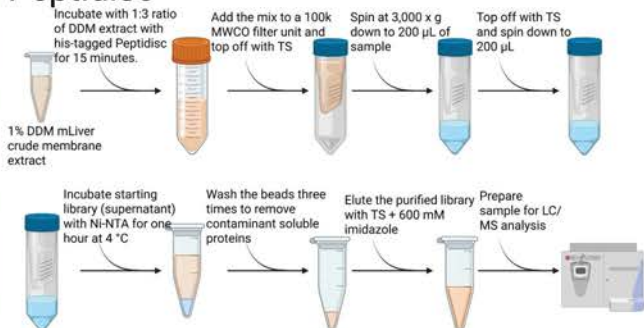 Incubate with 1:3 ratio
of DDM extract with
his-tagged Peptidisc
for 15 minutes.
Add the mix to a 100k
MWCO filter unit and
top off with TS
Spin at 3,000 x g
down to 200 µL of
sample
Top off with TS
and spin down to
200 µL
1% DDM mLiver
crude membrane
extract
Incubate starting
library (supernatant)
with Ni-NTA for one
hour at 4 °C
Wash the beads three
times to remove
contaminant soluble
proteins
Elute the purified library
with TS + 600 mM
imidazole
Prepare
sample for LC/
MS analysis